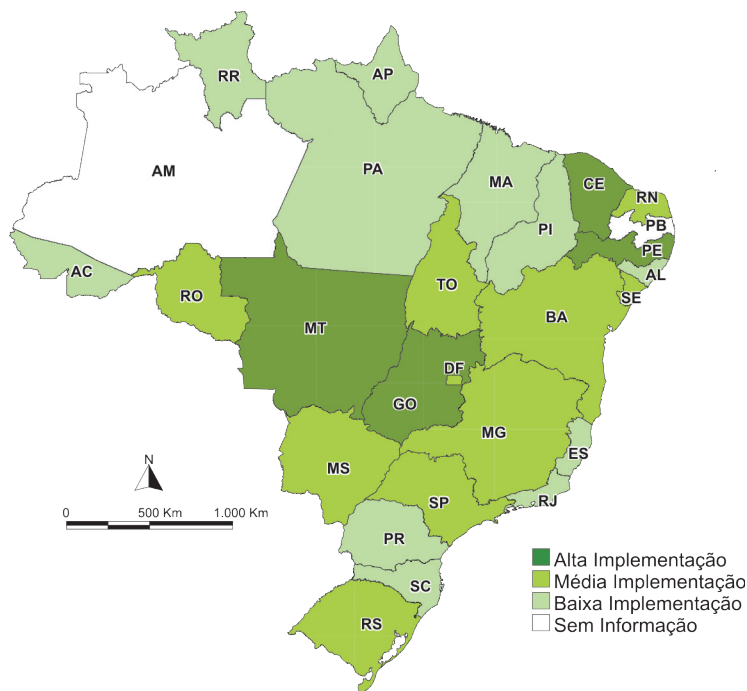 RR
AP
AM
PA
MA
CE
RN
PB
PI
PE
AL
SE
AC
RO
TO
BA
MT
DF
GO
MG
ES
MS
SP
RJ
PR
SC
RS
N
0 500 Km 1.000 Km
Alta Implementação
Média Implementação
Baixa Implementação
Sem Informação